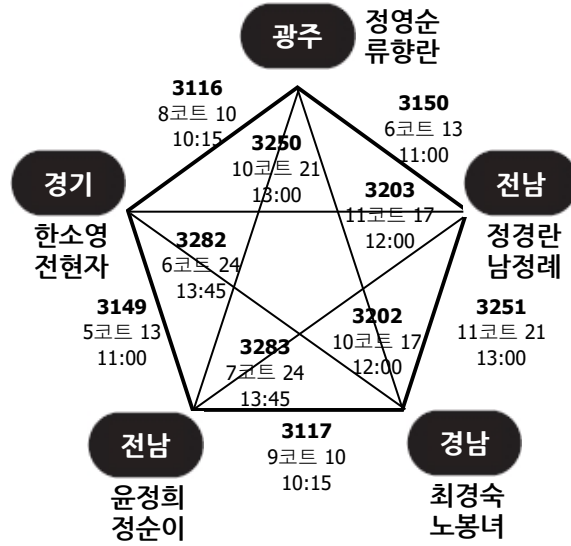 광주
정영순
류향란
3116
8코트 10
10:15
3150
6코트 13
11:00
3250
10코트 21
13:00
경기
한소영
전현자
3203
11코트 17
12:00
전남
정경란
남정례
3282
6코트 24
13:45
3149
5코트 13
11:00
3202
10코트 17
12:00
3251
11코트 21
13:00
3283
7코트 24
13:45
전남
윤정희
정순이
3117
9코트 10
10:15
경남
최경숙
노봉녀